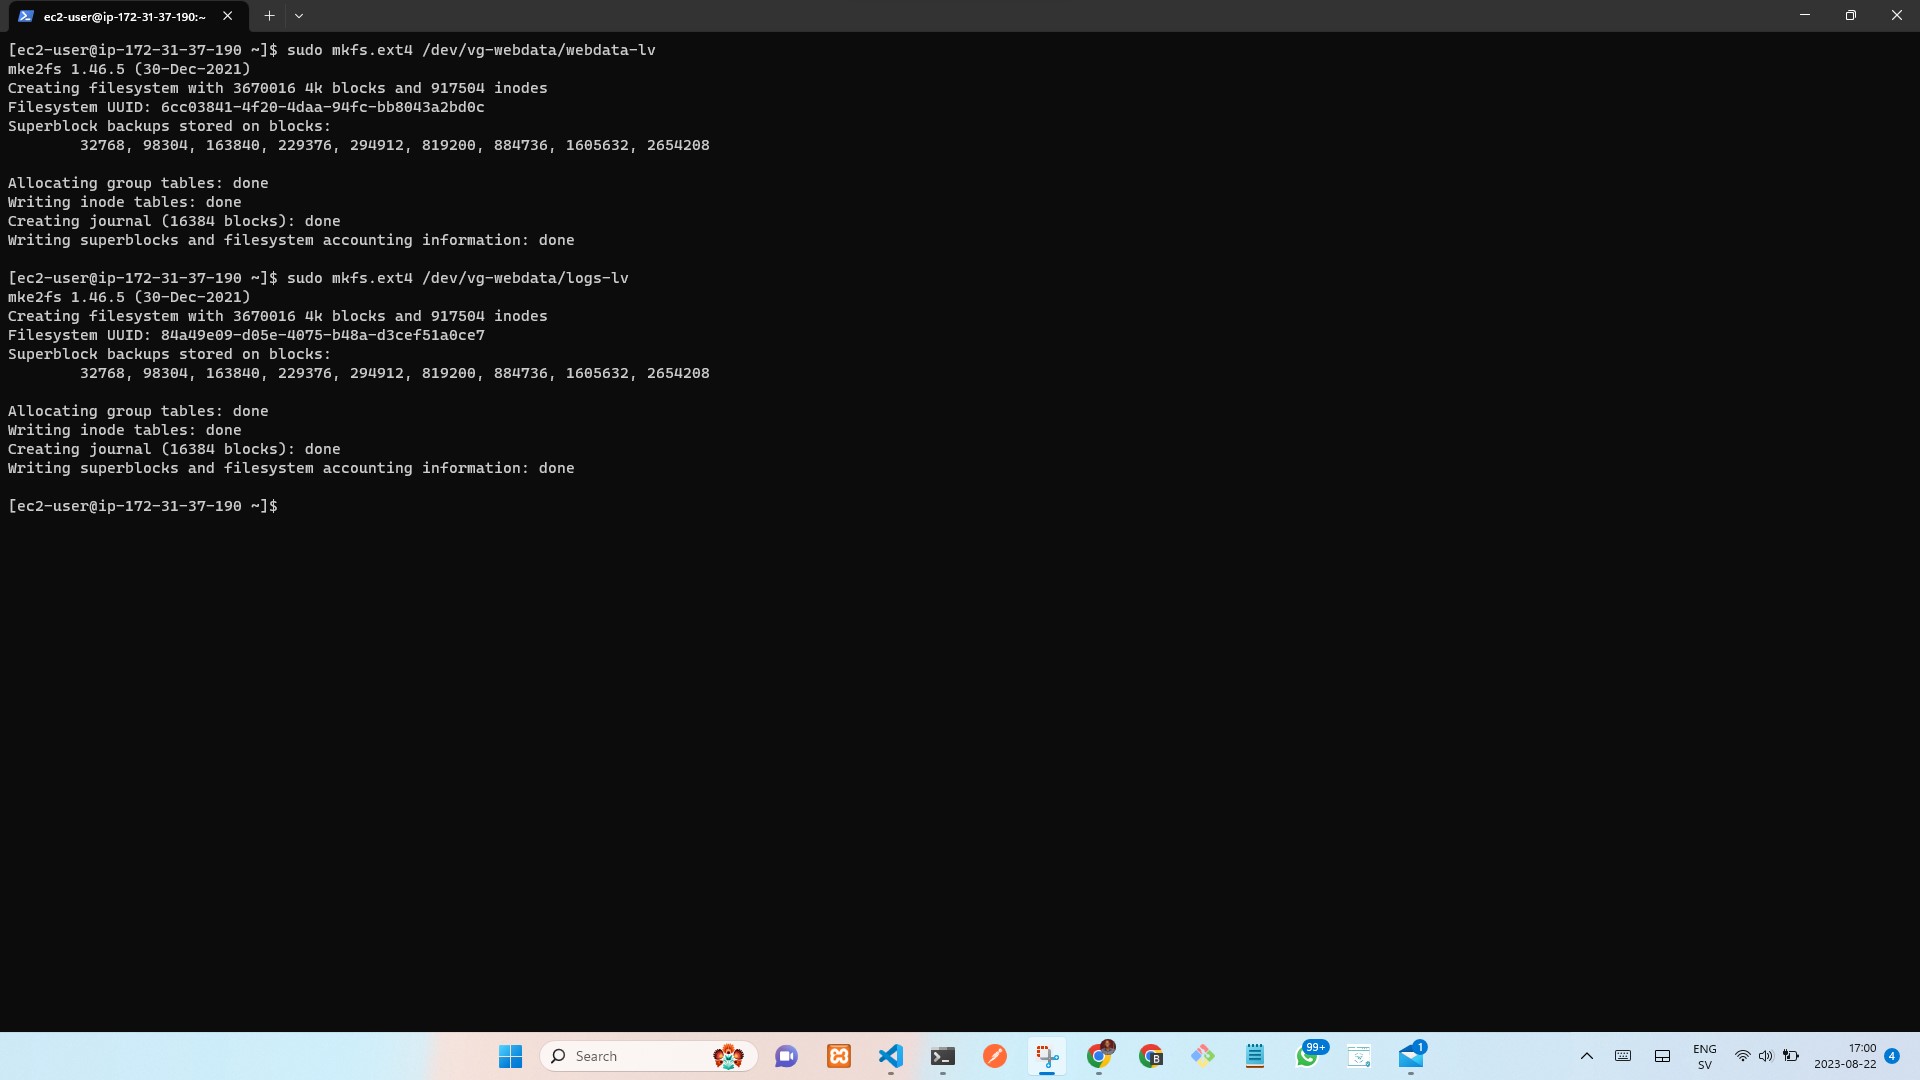 ec2-user@ip-172-31-37-190:~
[ec2-user@ip-172-31-37-190 ~]$ sudo mkfs.ext4 /dev/vg-webdata/webdata-lv
mke2fs 1.46.5 (30-Dec-2021)
Creating filesystem with 3670016 4k blocks and 917504 inodes
Filesystem UUID: 6cc03841-4f20-4daa-94fc-bb8043a2bd0c
Superblock backups stored on blocks:
32768, 98304, 163840, 229376, 294912, 819200, 884736, 1605632, 2654208
Allocating group tables: done
Writing inode tables: done
Creating journal (16384 blocks): done
Writing superblocks and filesystem accounting information: done
[ec2-user@ip-172-31-37-190 ~]$ sudo mkfs.ext4 /dev/vg-webdata/logs-lv
mke2fs 1.46.5 (30-Dec-2021)
Creating filesystem with 3670016 4k blocks and 917504 inodes
Filesystem UUID: 84a49e09-d05e-4075-b48a-d3cef51a0ce7
Superblock backups stored on blocks:
32768, 98304, 163840, 229376, 294912, 819200, 884736, 1605632, 2654208
Allocating group tables: done
Writing inode tables: done
Creating journal (16384 blocks): done
Writing superblocks and filesystem accounting information: done
[ec2-user@ip-172-31-37-190 ~]$
Search
B
99+
1
ENG
SV
17:00
2023-08-22
4